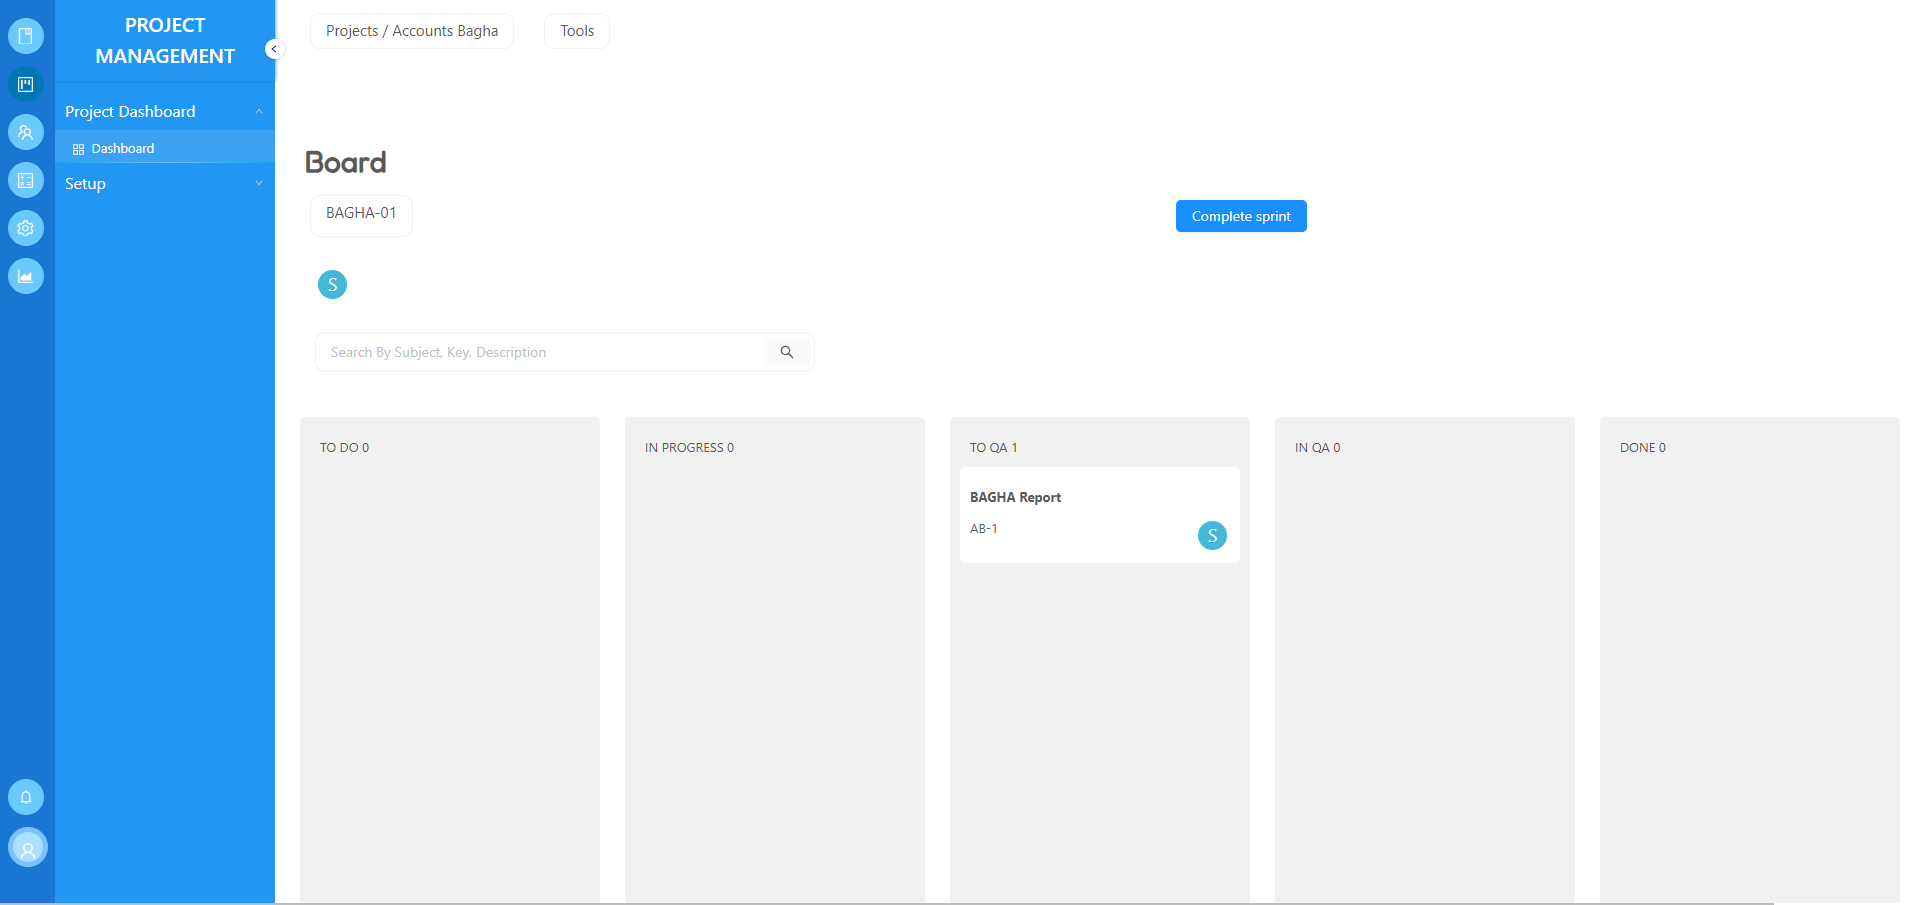 PROJECT
MANAGEMENT
Project Dashboard
Dashboard
Setup
Projects / Accounts Bagha
Tools
Board
BAGHA-01
Complete sprint
S
Search By Subject, Key, Description
TO DO 0
IN PROGRESS 0
TO QA 1
BAGHA Report
AB-1
S
IN QA 0
DONE 0